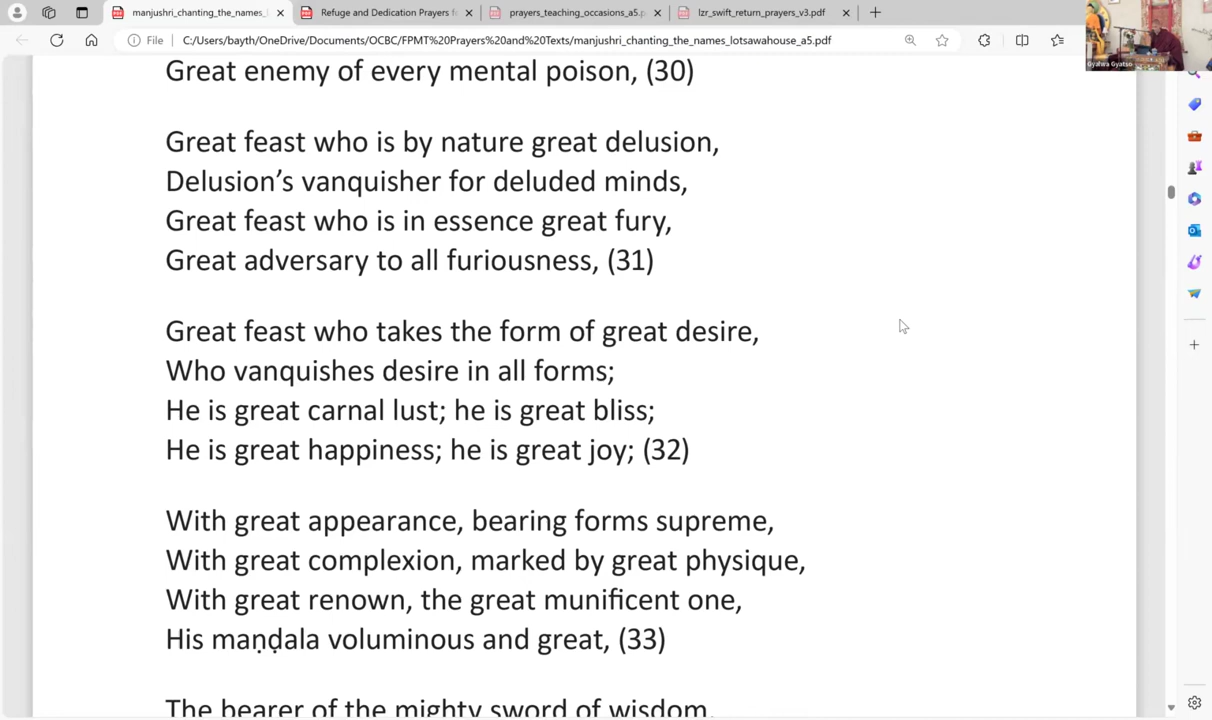 manjushri_chanting_the_names_l
Refuge and Dedication Prayers f
prayers_teaching_occasions_a5.p
lzr_swift_return_prayers_v3.pdf
File
C:/Users/bayth/OneDrive/Documents/OCBC/FPMT%20Prayers%20and%20Texts/manjushri_chanting_the_names_lotsawahouse_a5.pdf
Gyalwa Gyatso
Great enemy of every mental poison, (30)
Great feast who is by nature great delusion,
Delusion’s vanquisher for deluded minds,
Great feast who is in essence great fury,
Great adversary to all furiousness, (31)
Great feast who takes the form of great desire,
Who vanquishes desire in all forms;
He is great carnal lust; he is great bliss;
He is great happiness; he is great joy; (32)
With great appearance, bearing forms supreme,
With great complexion, marked by great physique,
With great renown, the great munificent one,
His maṇḍala voluminous and great, (33)
The bearer of the mighty sword of wisdom,